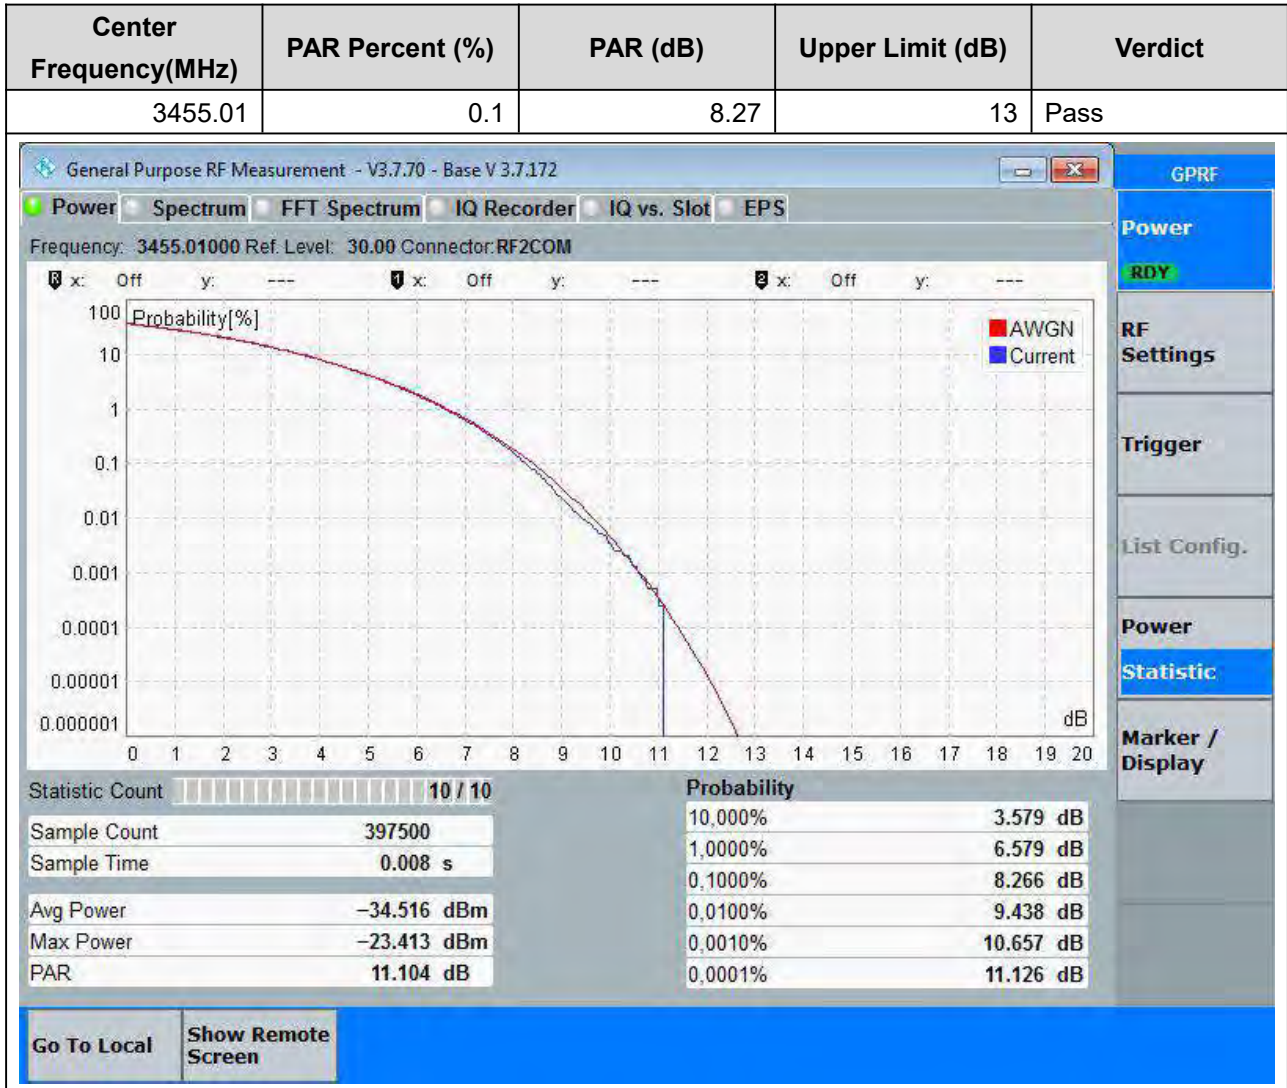 Center Frequency(MHz) PAR Percent (%) PAR (dB) Upper Limit (dB) Verdict
3455.01 0.1 8.27 13 Pass
General Purpose RF Measurement - V3.7.70 - Base V 3.7.172
GPRF
Power Spectrum FFT Spectrum IQ Recorder IQ vs. Slot EPS
Frequency: 3455.01000 Ref. Level: 30.00 Connector:RF2COM
R x: Off y: --- 1 x: Off y: --- 2 x: Off y: ---
Probability[%]
AWGN
Current
100
10
1
0.1
0.01
0.001
0.0001
0.00001
0.000001
dB
0 1 2 3 4 5 6 7 8 9 10 11 12 13 14 15 16 17 18 19 20
Statistic Count 10 / 10
Sample Count 397500
Sample Time 0.008 s
Avg Power −34.516 dBm
Max Power −23.413 dBm
PAR 11.104 dB
Probability
10,000% 3.579 dB
1,0000% 6.579 dB
0,1000% 8.266 dB
0,0100% 9.438 dB
0,0010% 10.657 dB
0,0001% 11.126 dB
Power
RDY
RF
Settings
Trigger
List Config.
Power
Statistic
Marker /
Display
Go To Local
Show Remote
Screen